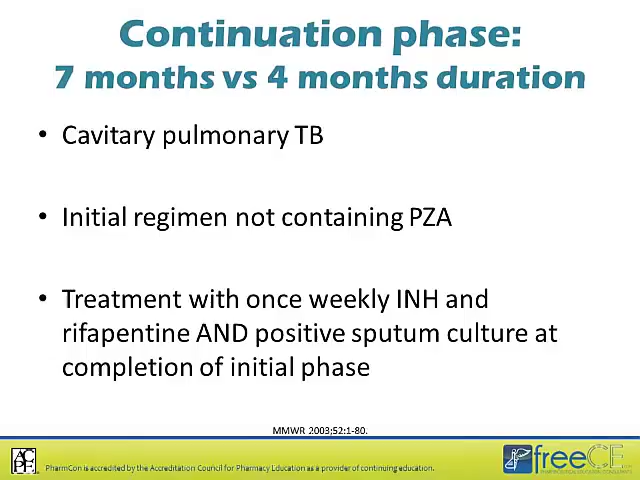 Continuation phase:
7 months vs 4 months duration
• Cavitary pulmonary TB
• Initial regimen not containing PZA
• Treatment with once weekly INH and
rifapentine AND positive sputum culture at
completion of initial phase
MMWR 2003;52:1-80.
PharmCon is accredited by the Accreditation Council for Pharmacy Education as a provider of continuing education.
freeCE